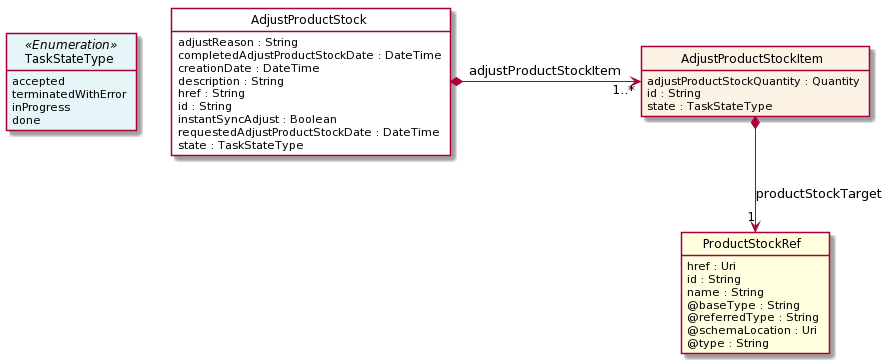 «Enumeration»
TaskStateType
accepted
terminatedWithError
inProgress
done
AdjustProductStock
adjustReason : String
completedAdjustProductStockDate : DateTime
creationDate : DateTime
description : String
href : String
id : String
instantSyncAdjust : Boolean
requestedAdjustProductStockDate : DateTime
state : TaskStateType
adjustProductStockItem
1..*
AdjustProductStockItem
adjustProductStockQuantity : Quantity
id : String
state : TaskStateType
productStockTarget
1
ProductStockRef
href : Uri
id : String
name : String
@baseType : String
@referredType : String
@schemaLocation : Uri
@type : String